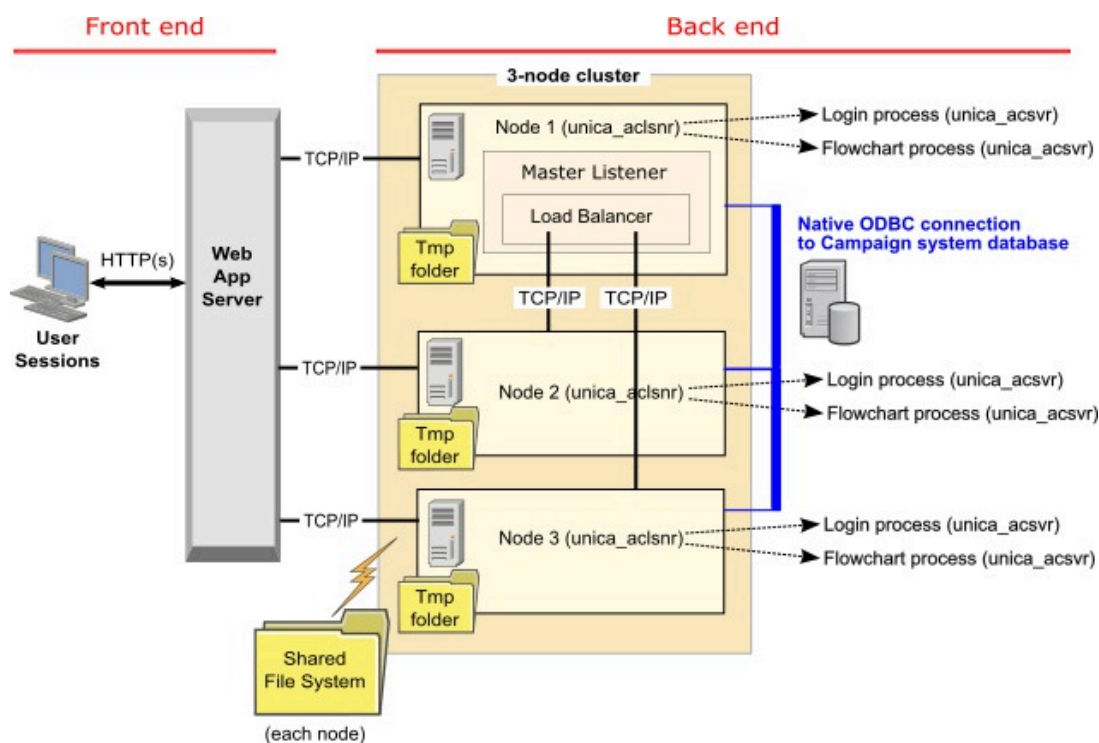 Front end
Back end
3-node cluster
Node 1 (unica_aclsnr)
Login process (unica_acsvr)
Flowchart process (unica_acsvr)
TCP/IP
Master Listener
Load Balancer
Tmp
folder
Native ODBC connection
to Campaign system database
HTTP(s)
Web
App
Server
User
Sessions
TCP/IP
TCP/IP
TCP/IP
Node 2 (unica_aclsnr)
Login process (unica_acsvr)
Flowchart process (unica_acsvr)
Tmp
folder
TCP/IP
Node 3 (unica_aclsnr)
Login process (unica_acsvr)
Flowchart process (unica_acsvr)
Tmp
folder
Shared
File System
(each node)